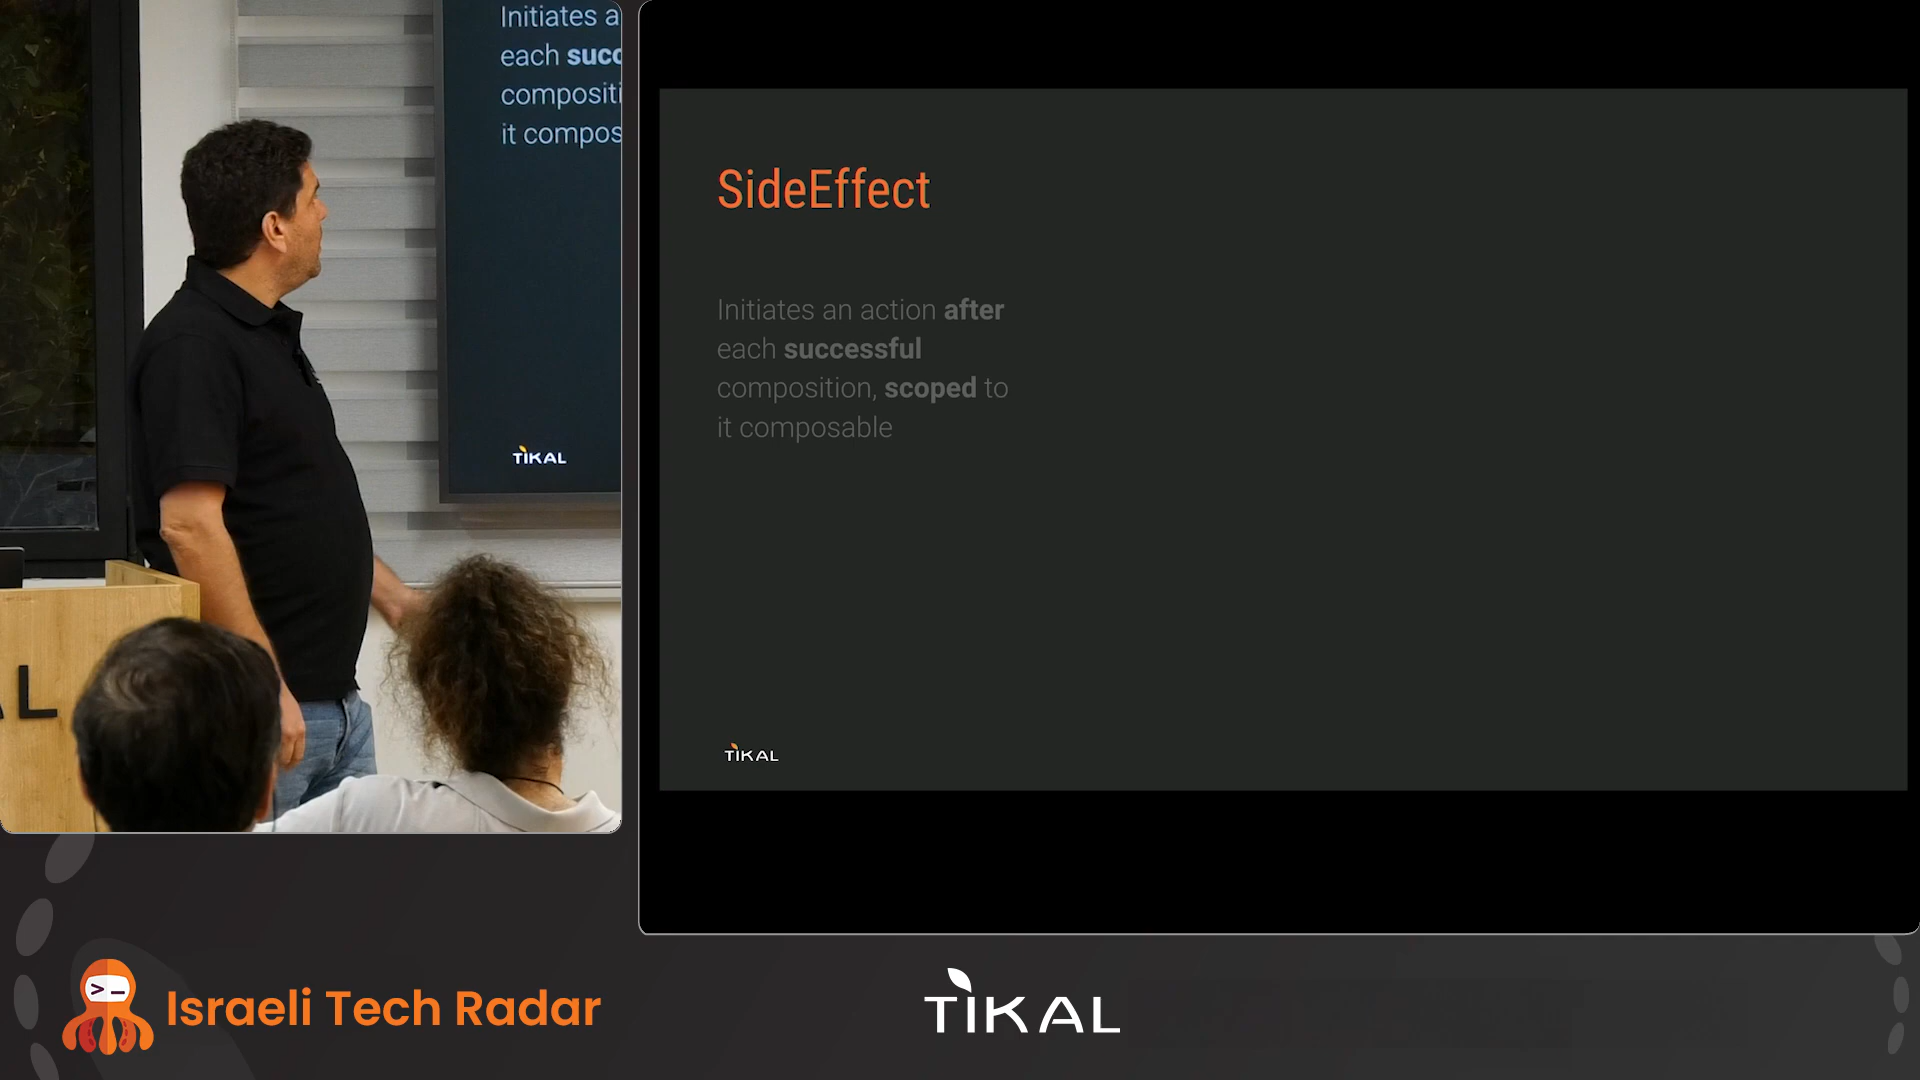 Initiates a
each succ
compositi
it compos
TIKAL
AL
SideEffect
Initiates an action after
each successful
composition, scoped to
it composable
TIKAL
>_
Israeli Tech Radar
TIKAL